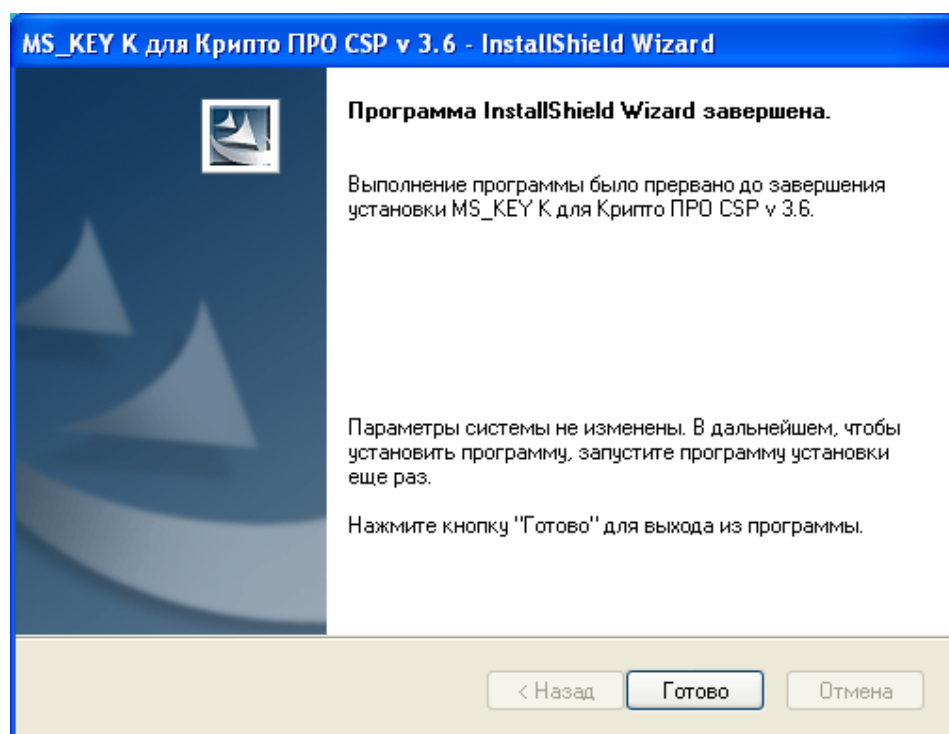 MS_KEY K для Крипто ПРО CSP v 3.6 - InstallShield Wizard
Программа InstallShield Wizard завершена.
Выполнение программы было прервано до завершения
установки MS_KEY K для Крипто ПРО CSP v 3.6.
Параметры системы не изменены. В дальнейшем, чтобы
установить программу, запустите программу установки
еще раз.
Нажмите кнопку "Готово" для выхода из программы.
< Назад
Готово
Отмена